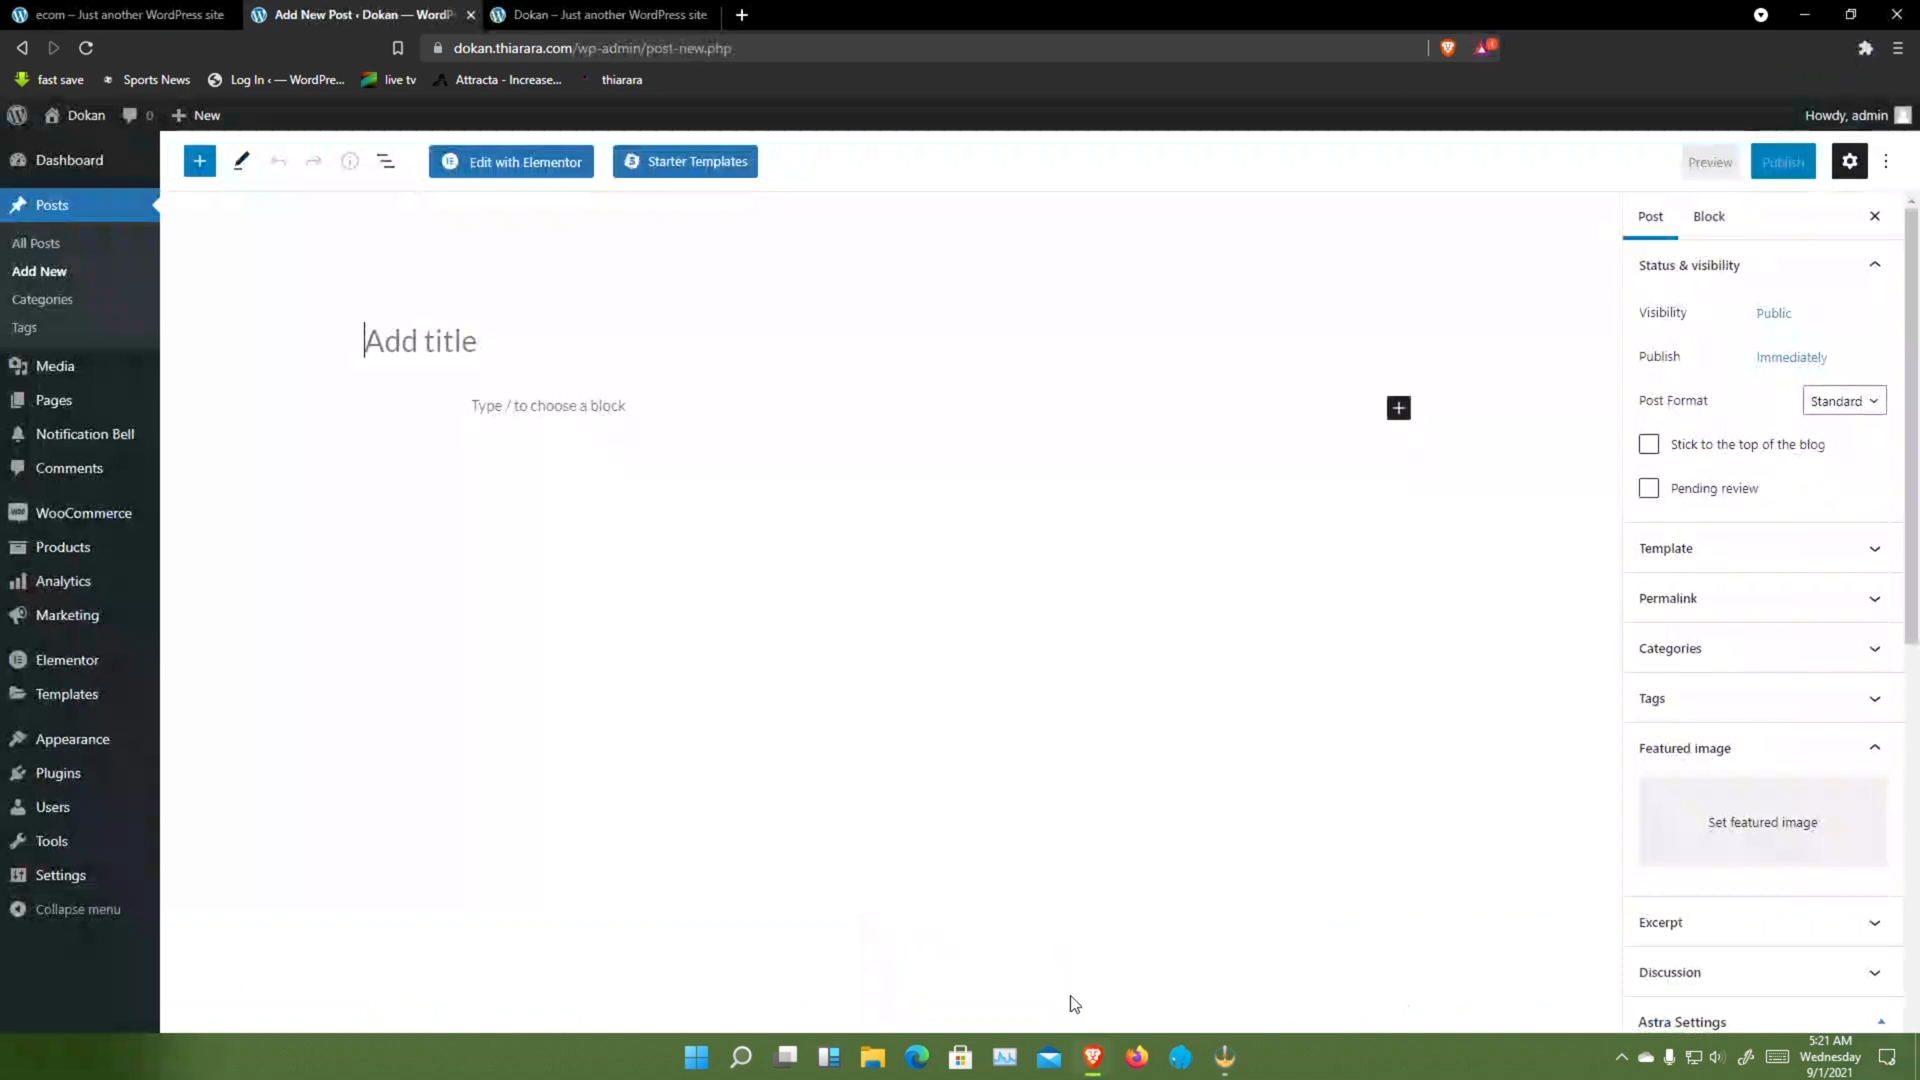 ecom – Just another WordPress site
Add New Post ‹ Dokan — WordP
Dokan – Just another WordPress site
dokan.thiarara.com/wp-admin/post-new.php
fast save
Sports News
Log In ‹ — WordPre...
live tv
Attracta - Increase...
thiarara
Dokan
0
New
Howdy, admin
Dashboard
Posts
All Posts
Add New
Categories
Tags
Media
Pages
Notification Bell
Comments
WooCommerce
Products
Analytics
Marketing
Elementor
Templates
Appearance
Plugins
Users
Tools
Settings
Collapse menu
Edit with Elementor
Starter Templates
Preview
Publish
Add title
Type / to choose a block
Post
Block
Status & visibility
Visibility
Public
Publish
Immediately
Post Format
Standard
Stick to the top of the blog
Pending review
Template
Permalink
Categories
Tags
Featured image
Set featured image
Excerpt
Discussion
Astra Settings
5:21 AM
Wednesday
9/1/2021